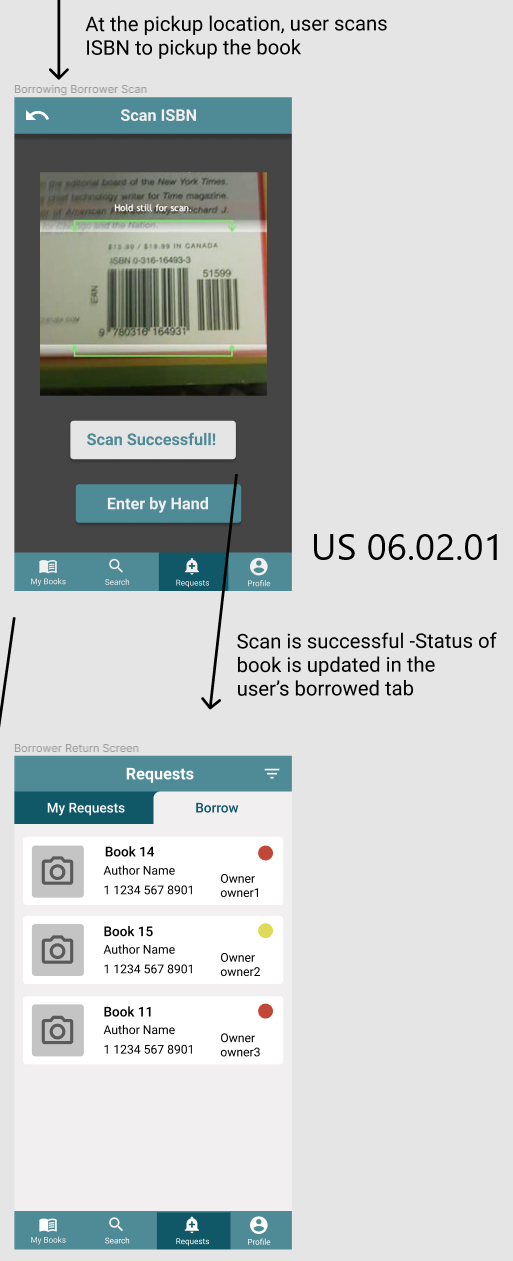 At the pickup location, user scans
ISBN to pickup the book
Borrowing Borrower Scan
Scan ISBN
the editorial board of the New York Times.
chief technology writer for Time magazine.
Hold still for scan.
Richard J.
and the Nation.
$15.99 / $19.99 IN CANADA
ISBN 0-316-16493-3
51599
EAN
9 780316 164931
Scan Successfull!
Enter by Hand
My Books
Search
Requests
Profile
US 06.02.01
Scan is successful -Status of
book is updated in the
user's borrowed tab
Borrower Return Screen
Requests
My Requests
Borrow
Book 14
Author Name
1 1234 567 8901
Owner
owner1
Book 15
Author Name
1 1234 567 8901
Owner
owner2
Book 11
Author Name
1 1234 567 8901
Owner
owner3
My Books
Search
Requests
Profile